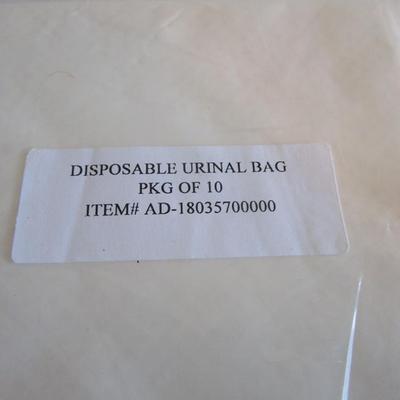 DISPOSABLE URINAL BAG
PKG OF 10
ITEM# AD-18035700000